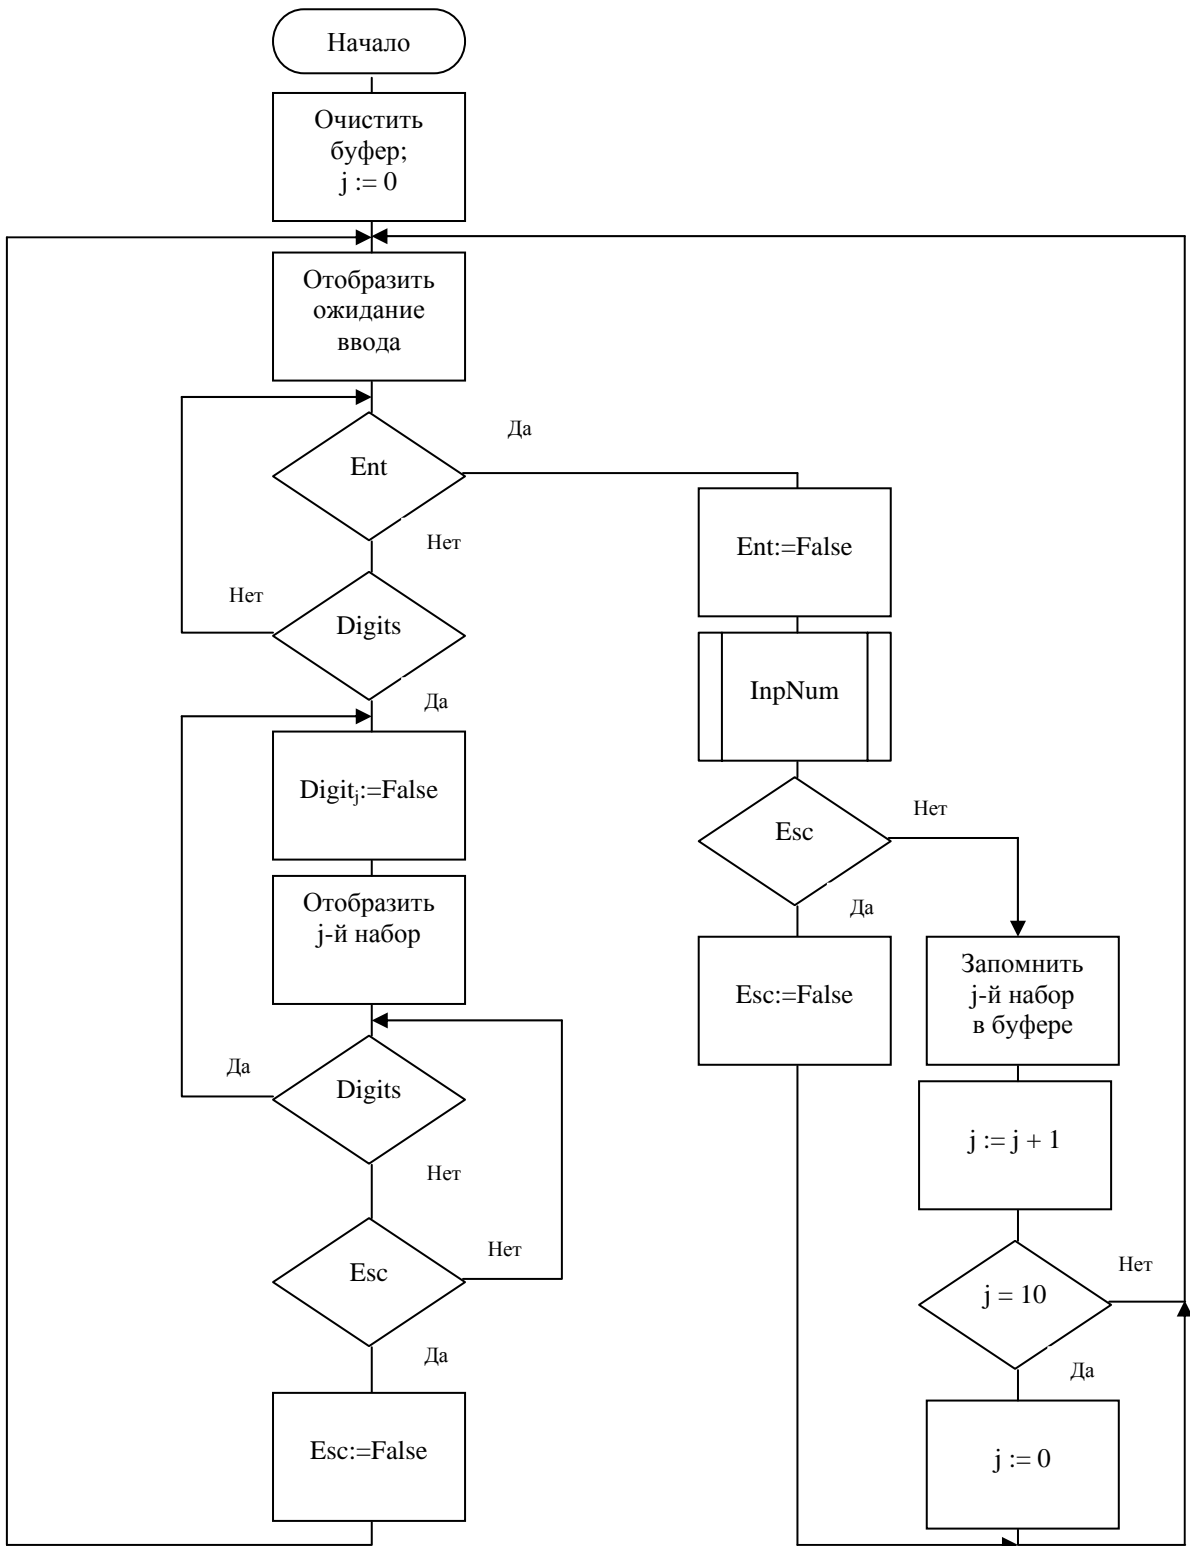 Начало
Очистить
буфер;
j := 0
Отобразить
ожидание
ввода
Ent
Да
Нет
Digits
Нет
Да
Digitj:=False
Отобразить
j-й набор
Digits
Да
Нет
Esc
Нет
Да
Esc:=False
Ent:=False
InpNum
Esc
Нет
Да
Esc:=False
Запомнить
j-й набор
в буфере
j := j + 1
j = 10
Нет
Да
j := 0